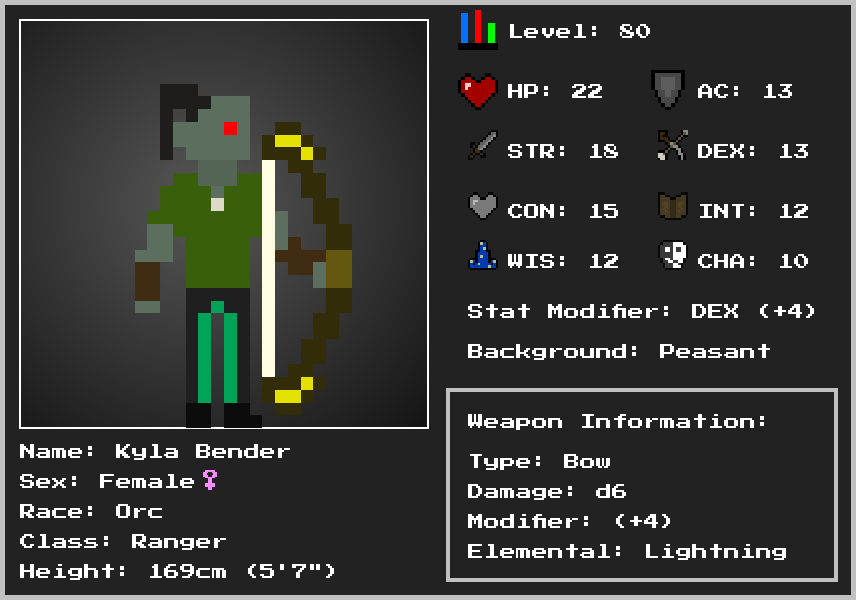 Level: 80
HP: 22
AC: 13
STR: 18
DEX: 13
CON: 15
INT: 12
WIS: 12
CHA: 10
Stat Modifier: DEX (+4)
Background: Peasant
Weapon Information:
Type: Bow
Damage: d6
Modifier: (+4)
Elemental: Lightning
Name: Kyla Bender
Sex: Female♀
Race: Orc
Class: Ranger
Height: 169cm (5'7")